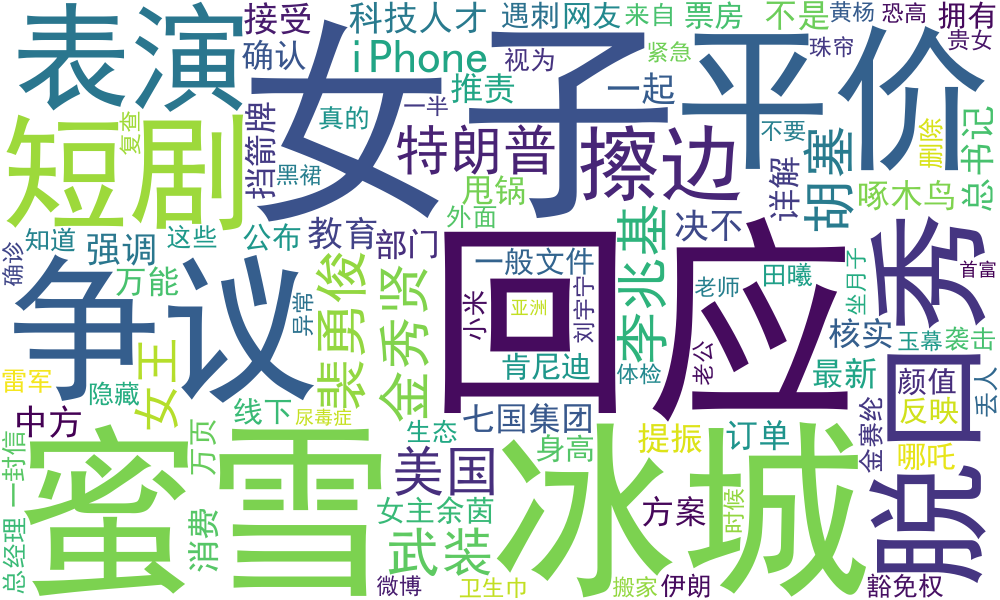 表演
接受
确认
科技人才
遇刺网友
来自
票房
不是
黄杨
恐高
拥有
贵女
iPhone
视为
紧急
珠帘
女子
平价
推责
一起
短剧
复查
挡箭牌
真的
一半
特朗普
擦边
不要
详解
胡塞
删除
总书记
黑裙
甩锅
外面
啄木鸟
确诊
知道
强调
这些
公布
教育
部门
决不
争议
万能
异常
裴勇俊
金秀贤
一般文件
小米
亚洲
刘宇宁
李兆基
老师
田曦
坐月子
脱口秀
首富
回应
肯尼迪
核实
玉幕
袭击
雷军
隐藏
女王
体检
老公
最新
颜值
丢人
中方
线下
尿毒症
七国集团
反映
生态
身高
提振
订单
金赛纶
哪吒
一封信
万页
美国
蜜雪冰城
总经理
消费
女主余茵
武装
方案
时候
微博
卫生巾
搬家
伊朗
豁免权